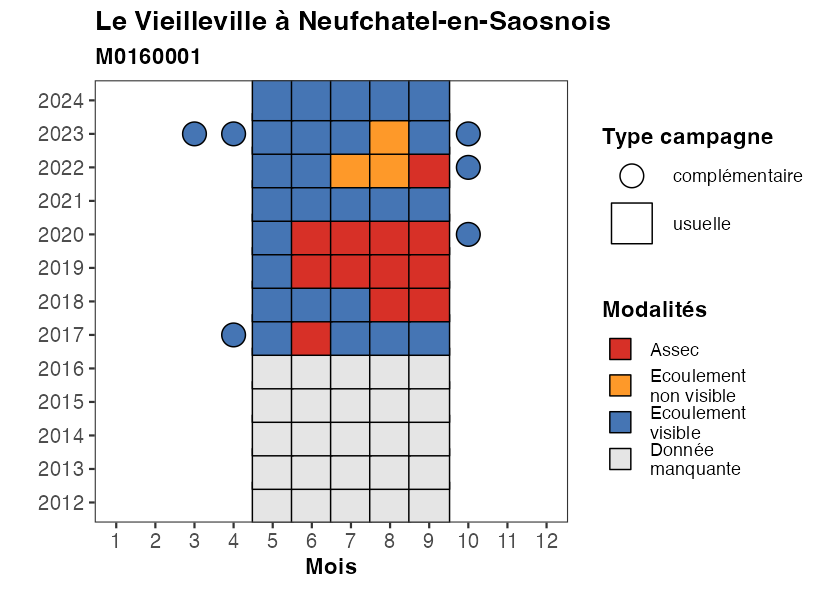 Le Vieilleville à Neufchatel-en-Saosnois
M0160001
2024
2023
2022
2021
2020
2019
2018
2017
2016
2015
2014
2013
2012
1 2 3 4 5 6 7 8 9 10 11 12
Mois
Type campagne
complémentaire
usuelle
Modalités
Assec
Ecoulement
non visible
Ecoulement
visible
Donnée
manquante